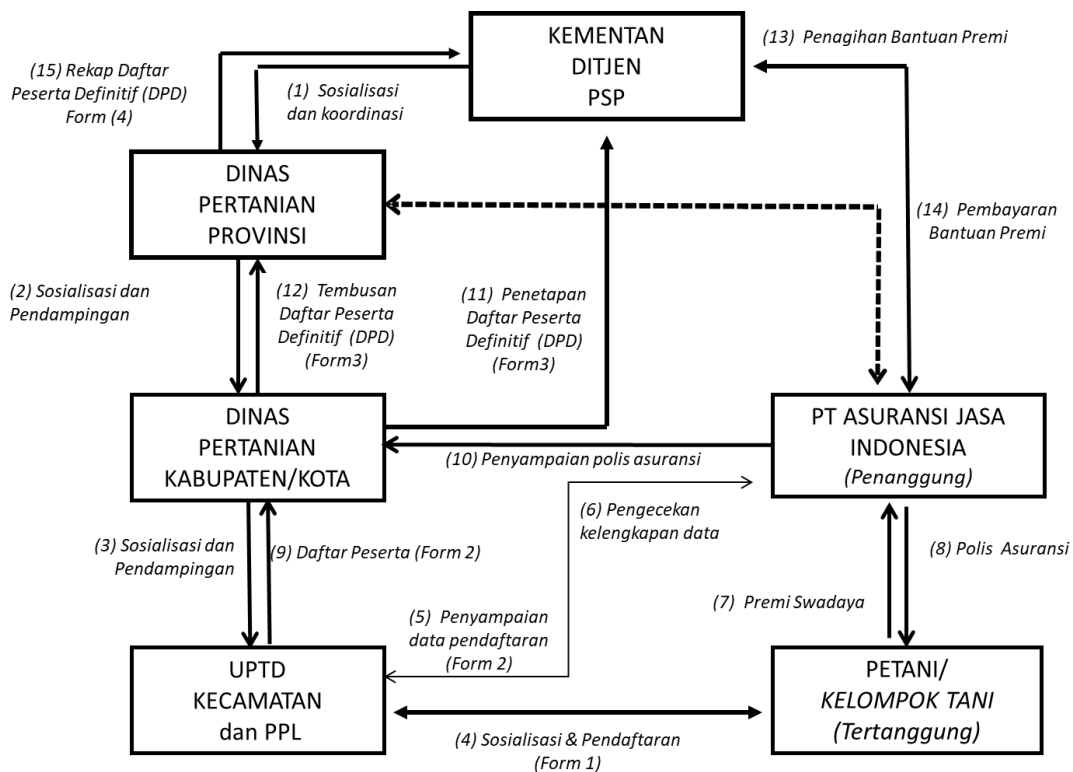 KEMENTAN
DITJEN
PSP
(13) Penagihan Bantuan Premi
(15) Rekap Daftar
Peserta Definitif (DPD)
Form (4)
(1) Sosialisasi
dan koordinasi
DINAS
PERTANIAN
PROVINSI
(14) Pembayaran
Bantuan Premi
(2) Sosialisasi dan
Pendampingan
(12) Tembusan
Daftar Peserta
Definitif (DPD)
(Form3)
(11) Penetapan
Daftar Peserta
Definitif (DPD)
(Form3)
DINAS
PERTANIAN
KABUPATEN/KOTA
PT ASURANSI JASA
INDONESIA
(Penanggung)
(10) Penyampaian polis asuransi
(6) Pengecekan
kelengkapan data
(3) Sosialisasi dan
Pendampingan
(9) Daftar Peserta (Form 2)
(8) Polis Asuransi
(7) Premi Swadaya
(5) Penyampaian
data pendaftaran
(Form 2)
UPTD
KECAMATAN
dan PPL
PETANI/
KELOMPOK TANI
(Tertanggung)
(4) Sosialisasi & Pendaftaran
(Form 1)